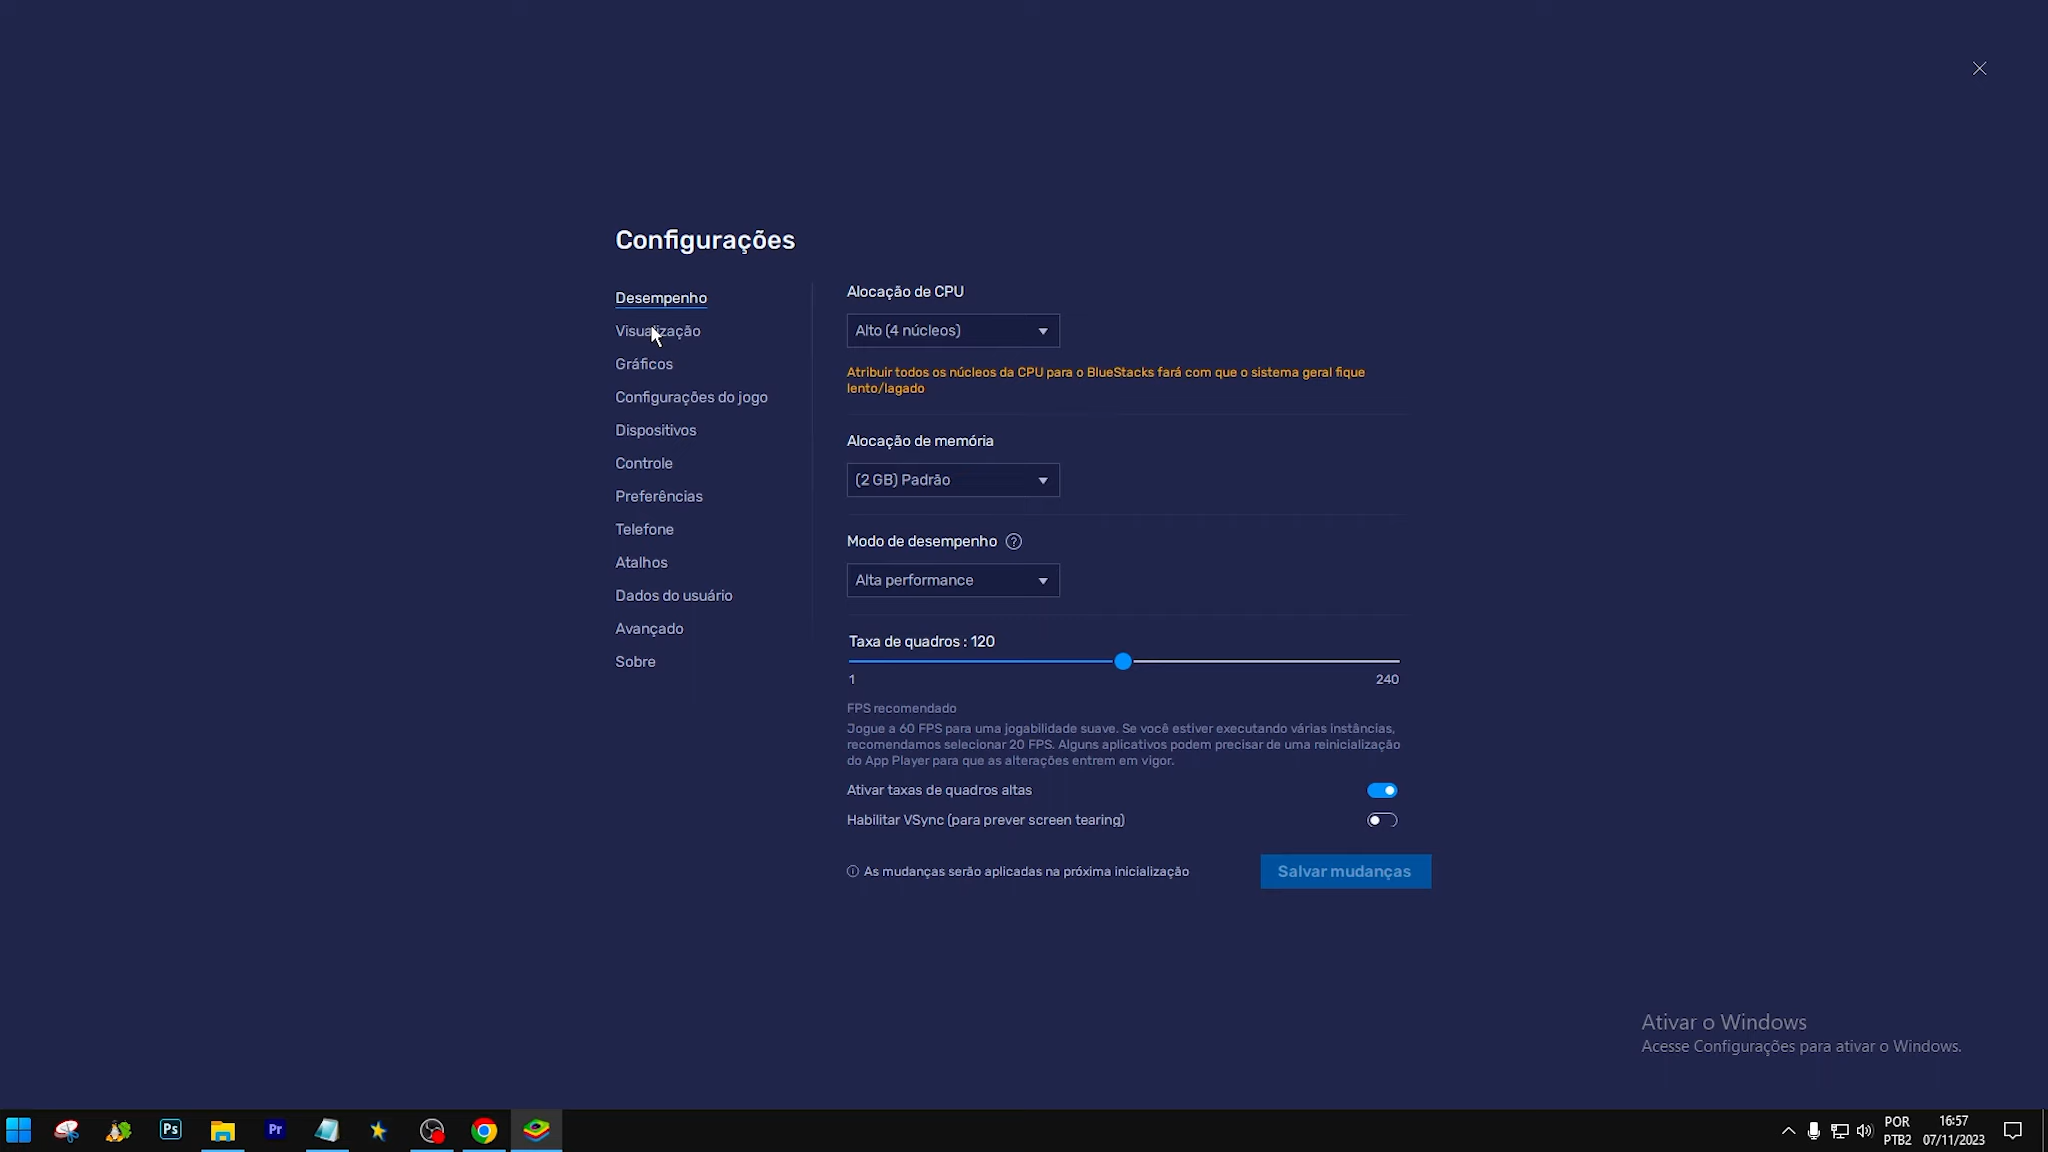 Configurações
Desempenho
Visualização
Gráficos
Configurações do jogo
Dispositivos
Controle
Preferências
Telefone
Atalhos
Dados do usuário
Avançado
Sobre
Alocação de CPU
Alto (4 núcleos)
Atribuir todos os núcleos da CPU para o BlueStacks fará com que o sistema geral fique
lento/lagado
Alocação de memória
(2 GB) Padrão
Modo de desempenho
Alta performance
Taxa de quadros : 120
1
240
FPS recomendado
Jogue a 60 FPS para uma jogabilidade suave. Se você estiver executando várias instâncias,
recomendamos selecionar 20 FPS. Alguns aplicativos podem precisar de uma reinicialização
do App Player para que as alterações entrem em vigor.
Ativar taxas de quadros altas
Habilitar VSync (para prever screen tearing)
As mudanças serão aplicadas na próxima inicialização
Salvar mudanças
Ativar o Windows
Acesse Configurações para ativar o Windows.
Ps
Pr
POR
PTB2
16:57
07/11/2023